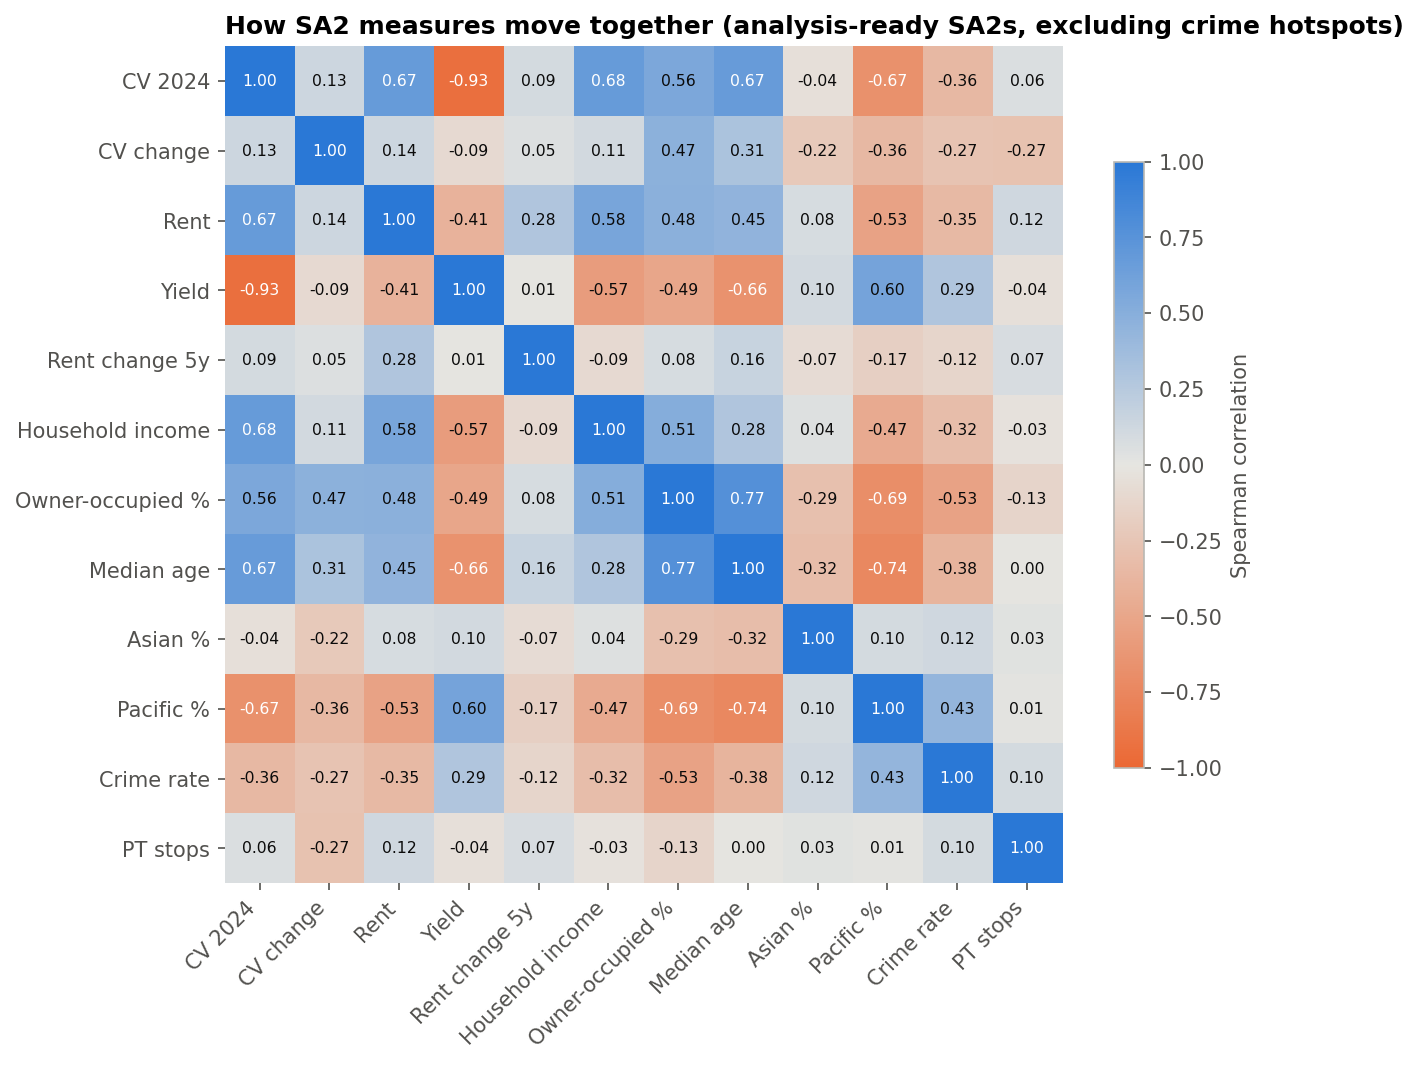 How SA2 measures move together (analysis-ready SA2s, excluding crime hotspots)
CV 2024 1.00 0.13 0.67 -0.93 0.09 0.68 0.56 0.67 -0.04 -0.67 -0.36 0.06
CV change 0.13 1.00 0.14 -0.09 0.05 0.11 0.47 0.31 -0.22 -0.36 -0.27 -0.27
Rent 0.67 0.14 1.00 -0.41 0.28 0.58 0.48 0.45 0.08 -0.53 -0.35 0.12
Yield -0.93 -0.09 -0.41 1.00 0.01 -0.57 -0.49 -0.66 0.10 0.60 0.29 -0.04
Rent change 5y 0.09 0.05 0.28 0.01 1.00 -0.09 0.08 0.16 -0.07 -0.17 -0.12 0.07
Household income 0.68 0.11 0.58 -0.57 -0.09 1.00 0.51 0.28 0.04 -0.47 -0.32 -0.03
Owner-occupied % 0.56 0.47 0.48 -0.49 0.08 0.51 1.00 0.77 -0.29 -0.69 -0.53 -0.13
Median age 0.67 0.31 0.45 -0.66 0.16 0.28 0.77 1.00 -0.32 -0.74 -0.38 0.00
Asian % -0.04 -0.22 0.08 0.10 -0.07 0.04 -0.29 -0.32 1.00 0.10 0.12 0.03
Pacific % -0.67 -0.36 -0.53 0.60 -0.17 -0.47 -0.69 -0.74 0.10 1.00 0.43 0.01
Crime rate -0.36 -0.27 -0.35 0.29 -0.12 -0.32 -0.53 -0.38 0.12 0.43 1.00 0.10
PT stops 0.06 -0.27 0.12 -0.04 0.07 -0.03 -0.13 0.00 0.03 0.01 0.10 1.00
CV 2024
CV change
Rent
Yield
Rent change 5y
Household income
Owner-occupied %
Median age
Asian %
Pacific %
Crime rate
PT stops
1.00
0.75
0.50
0.25
0.00
−0.25
−0.50
−0.75
−1.00
Spearman correlation